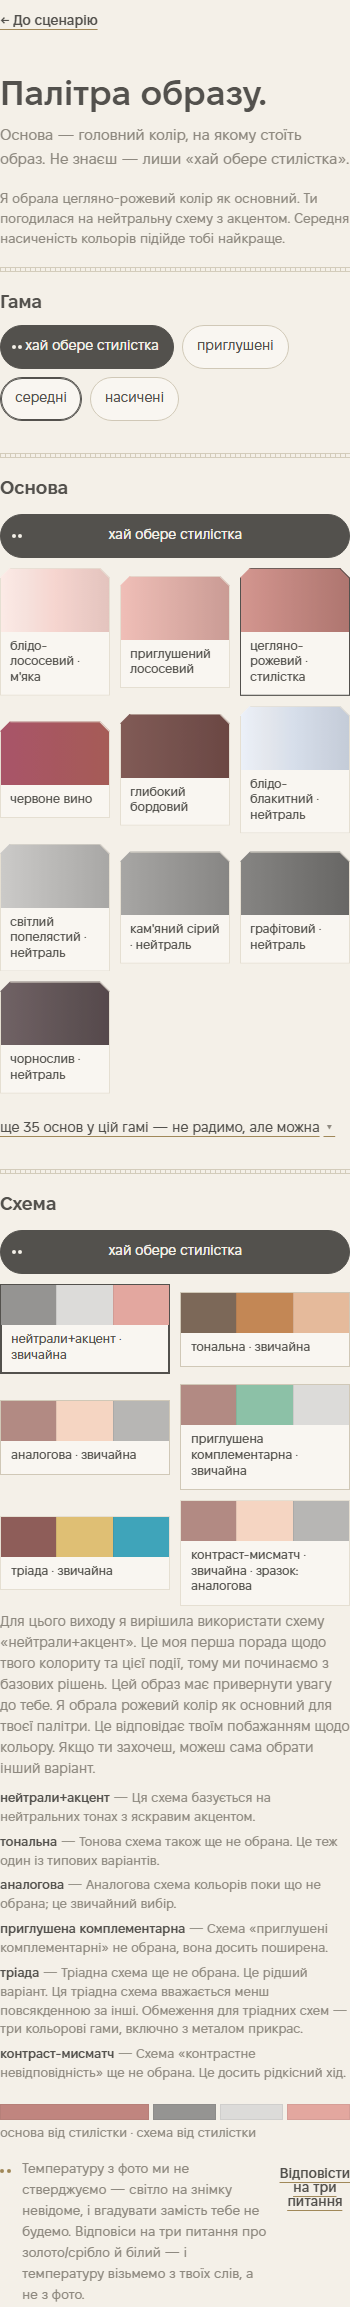 ← До сценарію
Палітра образу.
Основа — головний колір, на якому стоїть
образ. Не знаєш — лиши «хай обере стилістка».
Я обрала цегляно-рожевий колір як основний. Ти
погодилася на нейтральну схему з акцентом. Середня
насиченість кольорів підійде тобі найкраще.
Гама
хай обере стилістка
приглушені
середні
насичені
Основа
хай обере стилістка
блідо-
лососевий ·
м'яка
приглушений
лососевий
цегляно-
рожевий ·
стилістка
червоне вино
глибокий
бордовий
блідо-
блакитний ·
нейтраль
світлий
попелястий ·
нейтраль
кам'яний сірий
· нейтраль
графітовий ·
нейтраль
чорнослив ·
нейтраль
ще 35 основ у цій гамі — не радимо, але можна ▾
Схема
хай обере стилістка
нейтрали+акцент ·
звичайна
тональна · звичайна
аналогова · звичайна
приглушена
комплементарна ·
звичайна
тріада · звичайна
контраст-мисматч ·
звичайна · зразок:
аналогова
Для цього виходу я вирішила використати схему
«нейтрали+акцент». Це моя перша порада щодо
твого колориту та цієї події, тому ми починаємо з
базових рішень. Цей образ має привернути увагу
до тебе. Я обрала рожевий колір як основний для
твоєї палітри. Це відповідає твоїм побажанням щодо
кольору. Якщо ти захочеш, можеш сама обрати
інший варіант.
нейтрали+акцент — Ця схема базується на
нейтральних тонах з яскравим акцентом.
тональна — Тонова схема також ще не обрана. Це теж
один із типових варіантів.
аналогова — Аналогова схема кольорів поки що не
обрана; це звичайний вибір.
приглушена комплементарна — Схема «приглушені
комплементарні» не обрана, вона досить поширена.
тріада — Тріадна схема ще не обрана. Це рідший
варіант. Ця тріадна схема вважається менш
повсякденною за інші. Обмеження для тріадних схем —
три кольорові гами, включно з металом прикрас.
контраст-мисматч — Схема «контрастне
невідповідність» ще не обрана. Це досить рідкісний хід.
основа від стилістки · схема від стилістки
Температуру з фото ми не
стверджуємо — світло на знімку
невідоме, і вгадувати замість тебе не
будемо. Відповіси на три питання про
золото/срібло й білий — і
температуру візьмемо з твоїх слів, а
не з фото.
Відповісти
на три
питання